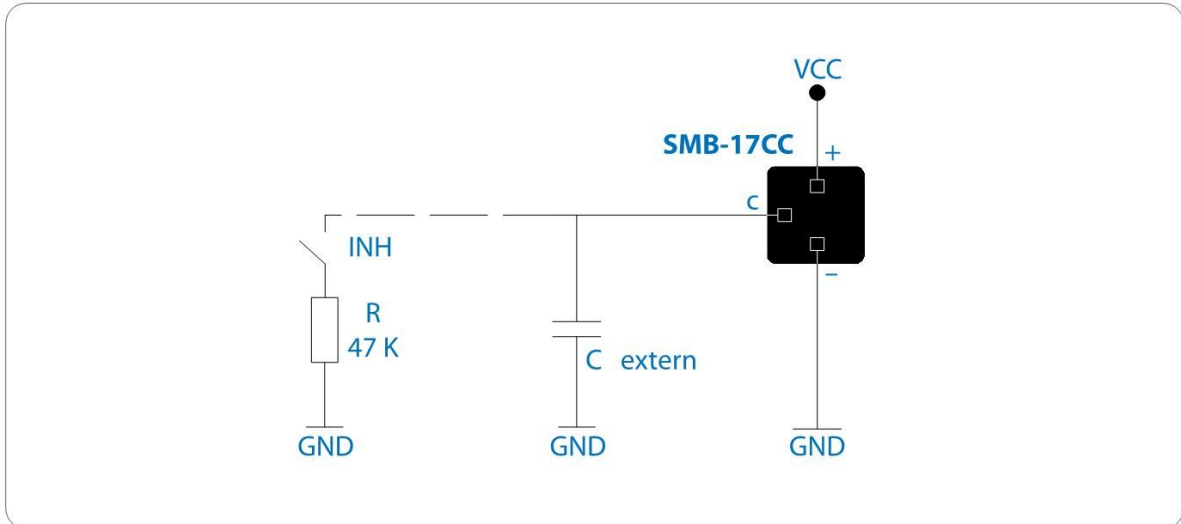 VCC
SMB-17CC
+
c
INH
–
R
47 K
C extern
GND
GND
GND